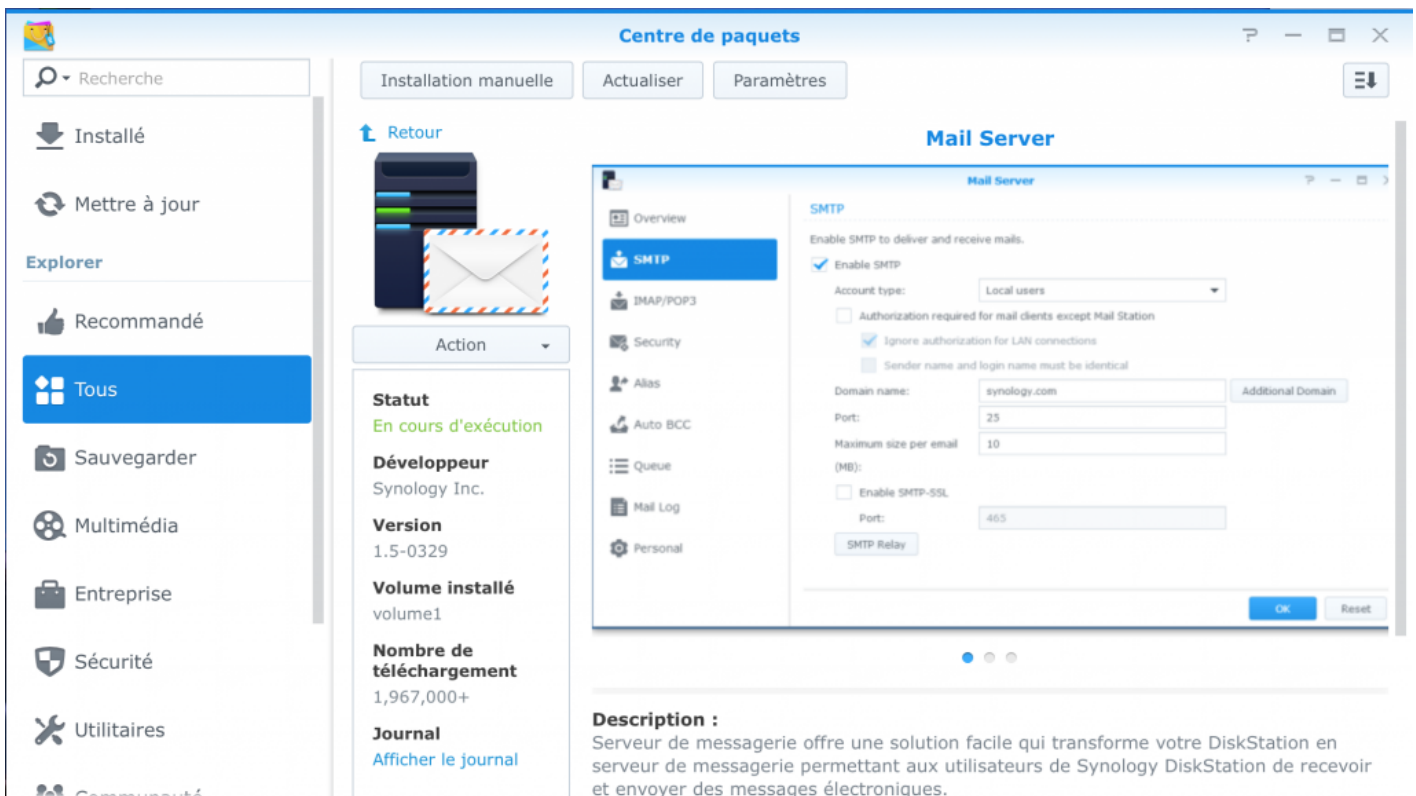 Centre de paquets
Recherche
Installation manuelle
Actualiser
Paramètres
Installé
Mettre à jour
Explorer
Recommandé
Tous
Sauvegarder
Multimédia
Entreprise
Sécurité
Utilitaires
Communauté
Retour
Action
Statut
En cours d'exécution
Développeur
Synology Inc.
Version
1.5-0329
Volume installé
volume1
Nombre de
téléchargement
1,967,000+
Journal
Afficher le journal
Mail Server
Mail Server
Overview
SMTP
IMAP/POP3
Security
Alias
Auto BCC
Queue
Mail Log
Personal
SMTP
Enable SMTP to deliver and receive mails.
Enable SMTP
Account type: Local users
Authorization required for mail clients except Mail Station
Ignore authorization for LAN connections
Sender name and login name must be identical
Domain name: synology.com Additional Domain
Port: 25
Maximum size per email 10
(MB):
Enable SMTP-SSL
Port: 465
SMTP Relay
OK Reset
Description :
Serveur de messagerie offre une solution facile qui transforme votre DiskStation en
serveur de messagerie permettant aux utilisateurs de Synology DiskStation de recevoir
et envoyer des messages électroniques.